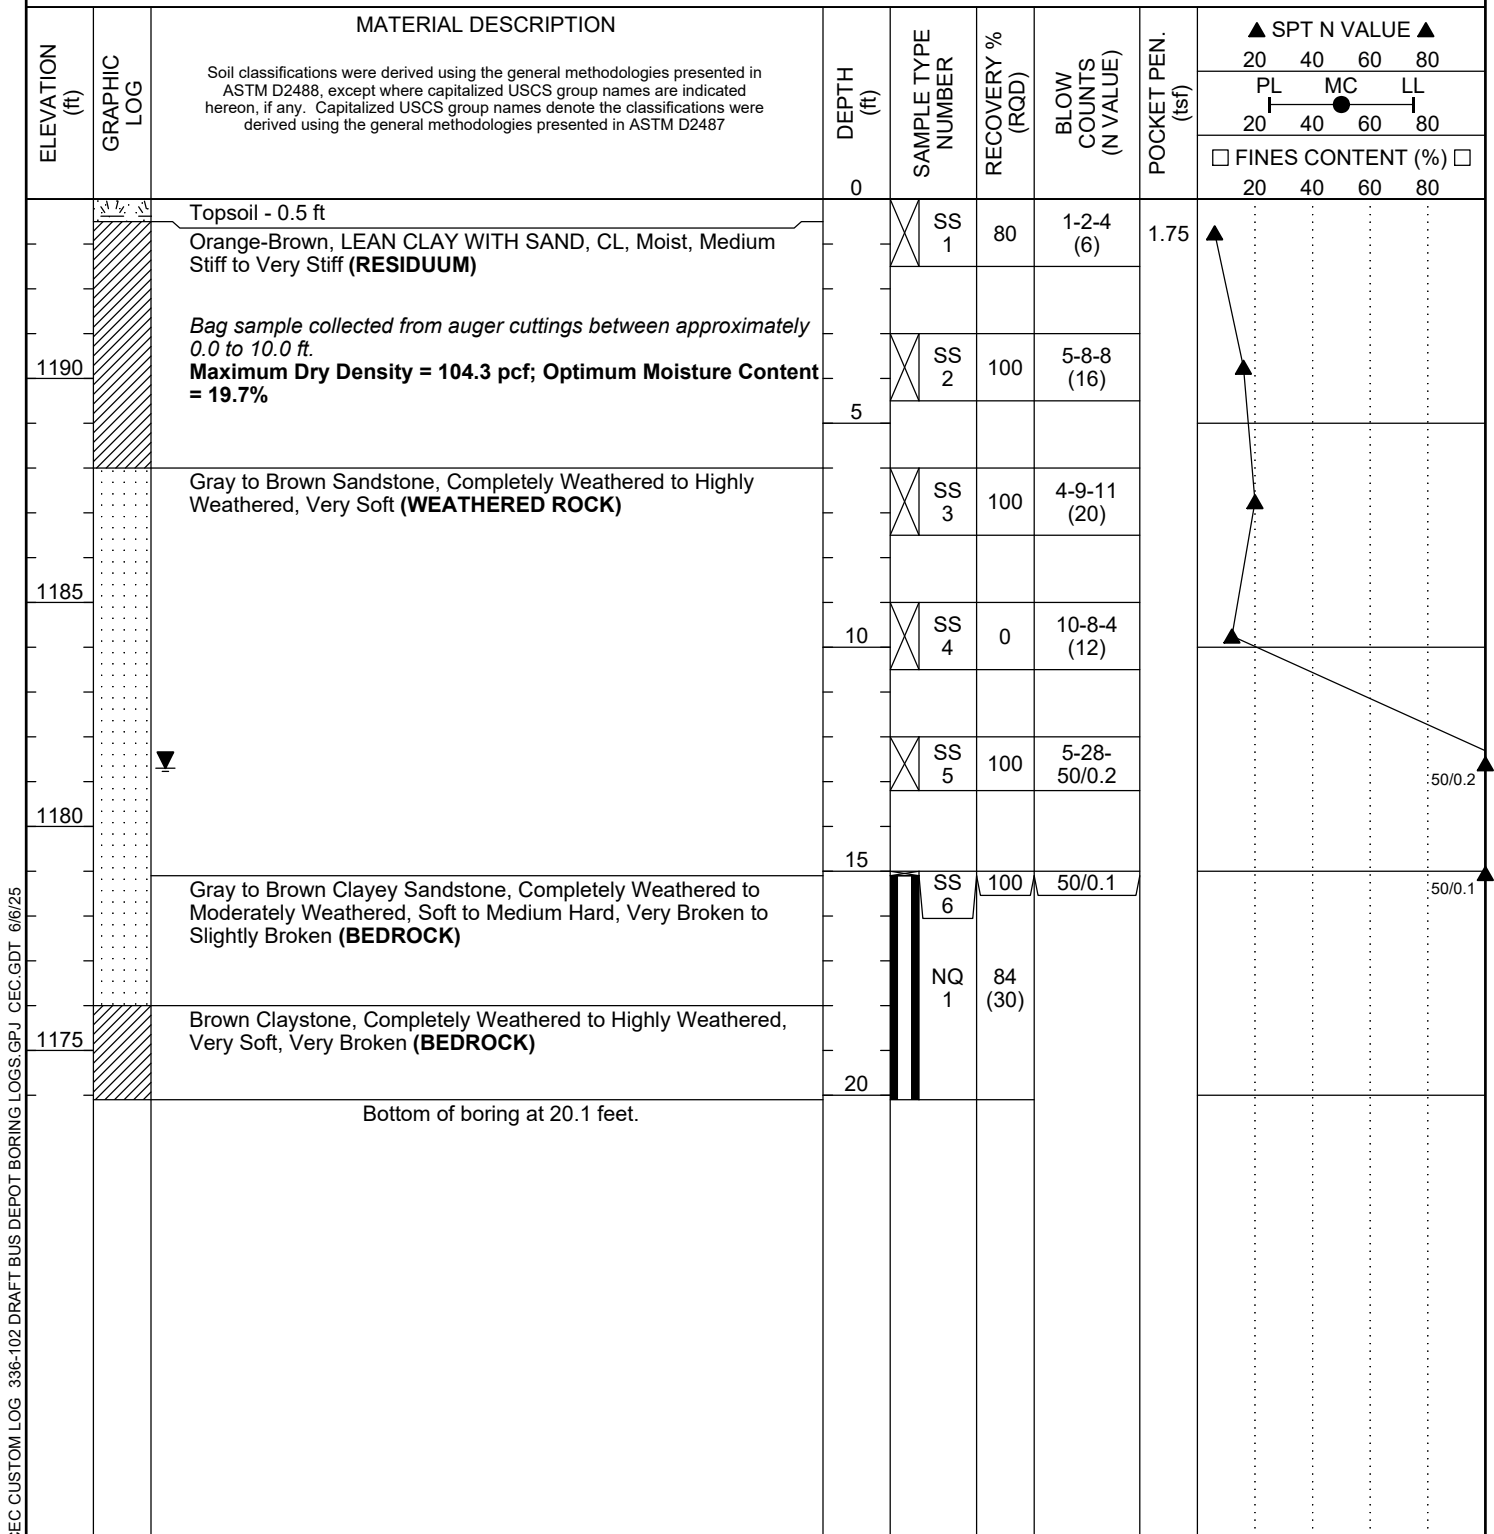 ELEVATION
(ft)
GRAPHIC
LOG
MATERIAL DESCRIPTION
Soil classifications were derived using the general methodologies presented in
ASTM D2488, except where capitalized USCS group names are indicated
hereon, if any. Capitalized USCS group names denote the classifications were
derived using the general methodologies presented in ASTM D2487
DEPTH
(ft)
0
SAMPLE TYPE
NUMBER
RECOVERY %
(RQD)
BLOW
COUNTS
(N VALUE)
POCKET PEN.
(tsf)
▲ SPT N VALUE ▲
20 40 60 80
PL MC LL
20 40 60 80
□ FINES CONTENT (%) □
20 40 60 80
Topsoil - 0.5 ft
Orange-Brown, LEAN CLAY WITH SAND, CL, Moist, Medium
Stiff to Very Stiff (RESIDUUM)
SS
1
80
1-2-4
(6)
1.75
Bag sample collected from auger cuttings between approximately
0.0 to 10.0 ft.
Maximum Dry Density = 104.3 pcf; Optimum Moisture Content
= 19.7%
1190
SS
2
100
5-8-8
(16)
5
Gray to Brown Sandstone, Completely Weathered to Highly
Weathered, Very Soft (WEATHERED ROCK)
SS
3
100
4-9-11
(20)
1185
10
SS
4
0
10-8-4
(12)
SS
5
100
5-28-
50/0.2
50/0.2
1180
15
Gray to Brown Clayey Sandstone, Completely Weathered to
Moderately Weathered, Soft to Medium Hard, Very Broken to
Slightly Broken (BEDROCK)
SS
6
100
50/0.1
50/0.1
NQ
1
84
(30)
Brown Claystone, Completely Weathered to Highly Weathered,
Very Soft, Very Broken (BEDROCK)
1175
20
Bottom of boring at 20.1 feet.
CEC CUSTOM LOG 336-102 DRAFT BUS DEPOT BORING LOGS.GPJ CEC.GDT 6/6/25